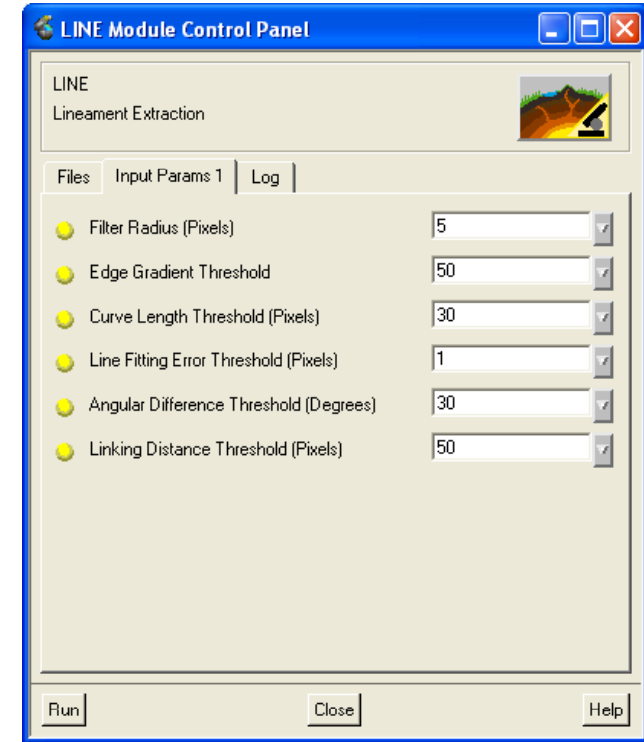 LINE Module Control Panel
LINE
Lineament Extraction
Files Input Params 1 Log
Filter Radius (Pixels) 5
Edge Gradient Threshold 50
Curve Length Threshold (Pixels) 30
Line Fitting Error Threshold (Pixels) 1
Angular Difference Threshold (Degrees) 30
Linking Distance Threshold (Pixels) 50
Run Close Help